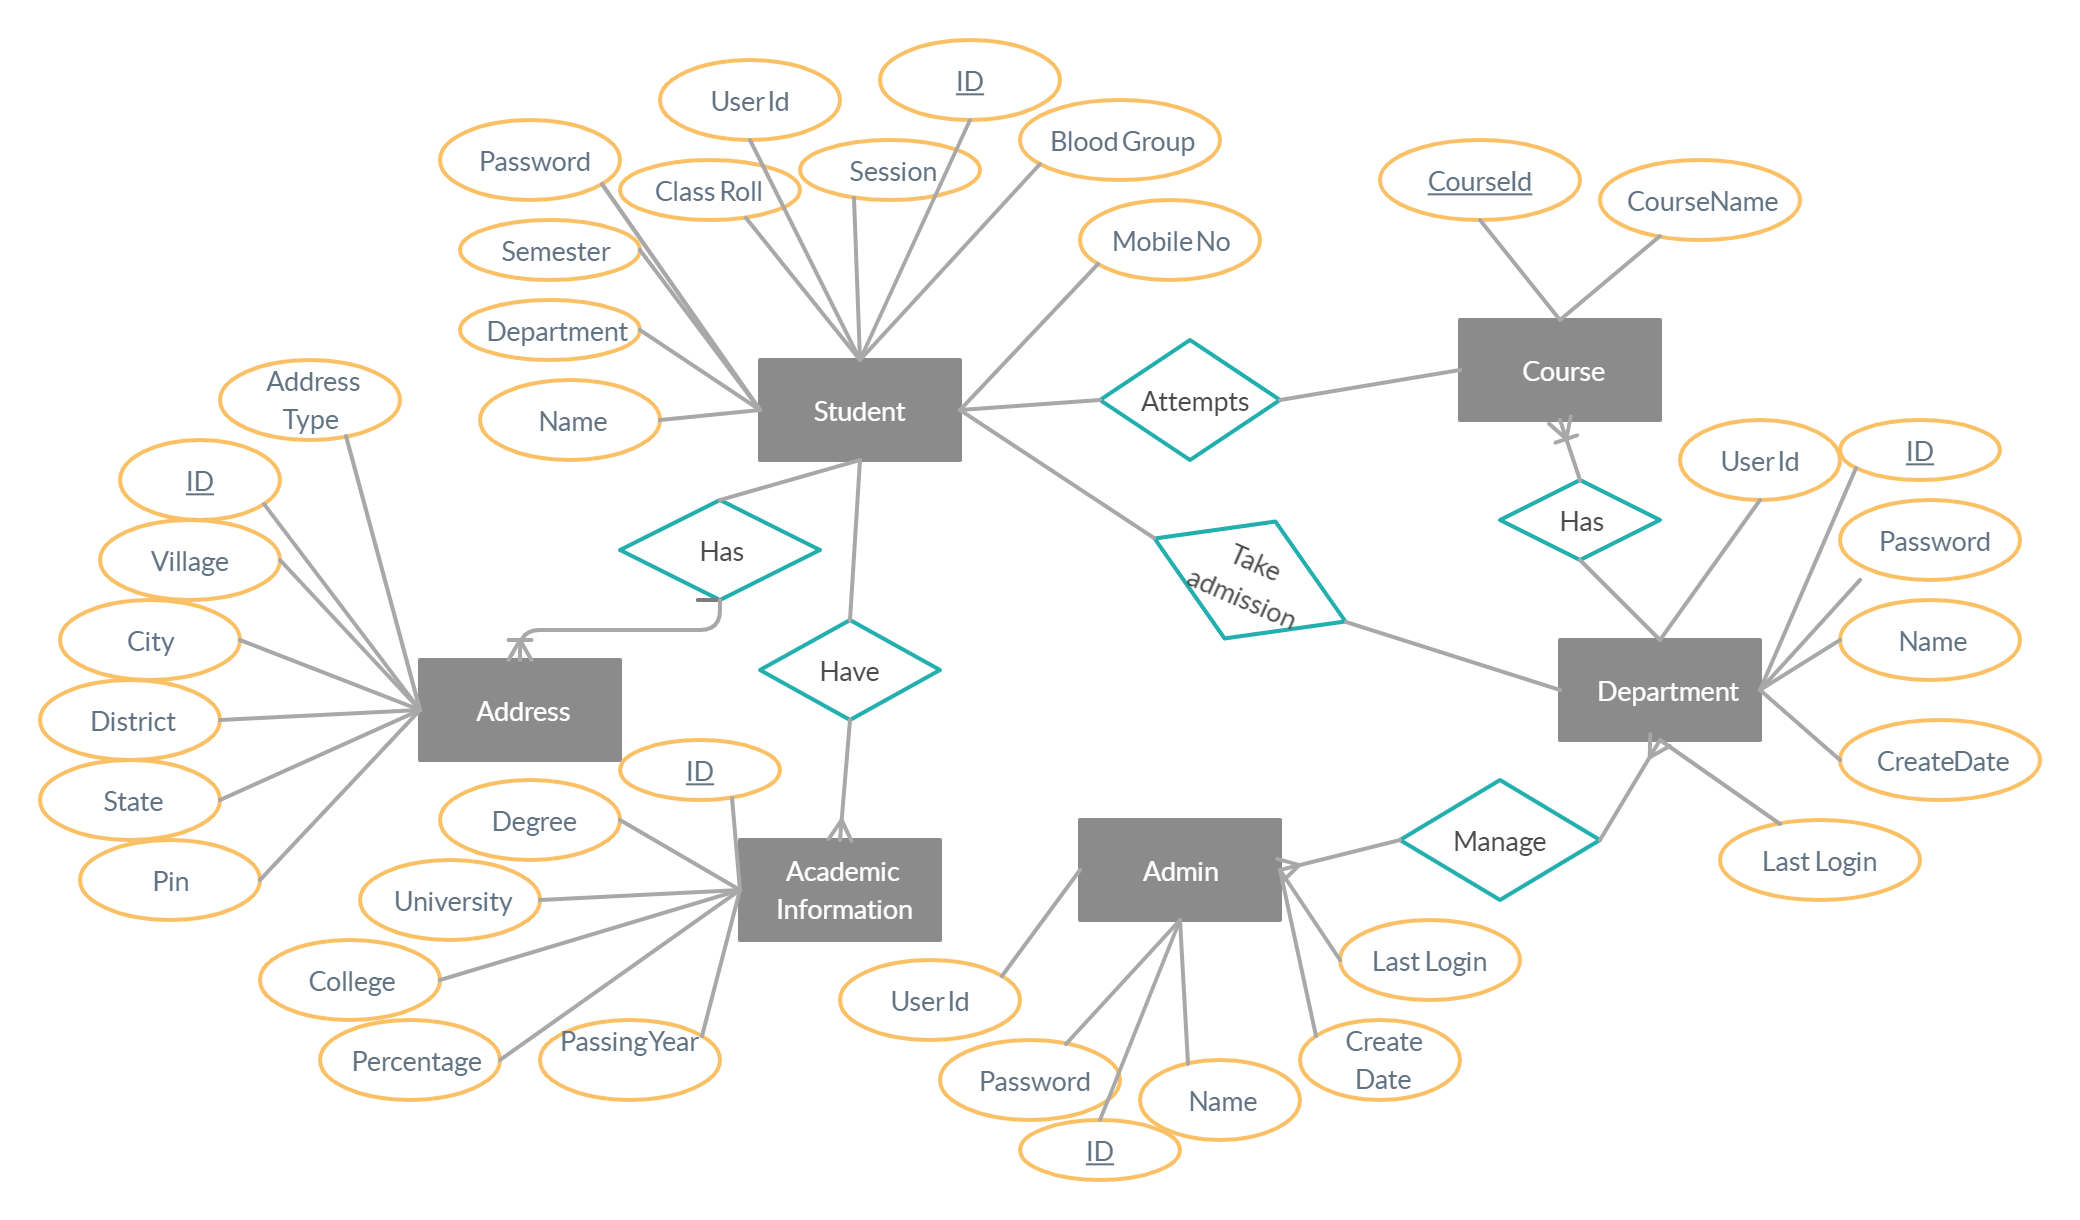 ID
User Id
Blood Group
Password
Class Roll
Session
CourseId
CourseName
Semester
Mobile No
Department
Name
Student
Attempts
Course
Address
Type
ID
Village
City
District
State
Pin
Has
Address
Have
Take
admission
Has
User Id
ID
Password
Name
Department
CreateDate
Last Login
Manage
ID
Degree
University
College
Percentage
PassingYear
Academic
Information
Admin
User Id
Password
ID
Name
Create
Date
Last Login